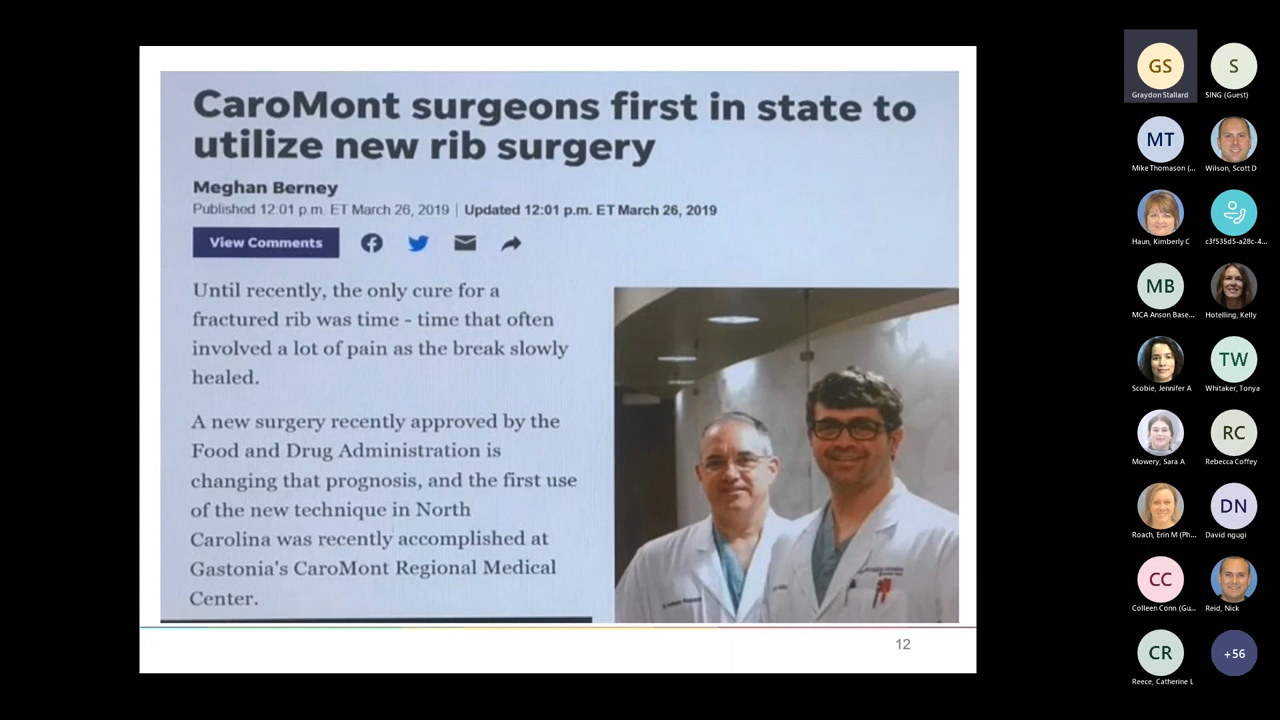 CaroMont surgeons first in state to
utilize new rib surgery
Meghan Berney
Published 12:01 p.m. ET March 26, 2019 | Updated 12:01 p.m. ET March 26, 2019
View Comments
Until recently, the only cure for a
fractured rib was time - time that often
involved a lot of pain as the break slowly
healed.
A new surgery recently approved by the
Food and Drug Administration is
changing that prognosis, and the first use
of the new technique in North
Carolina was recently accomplished at
Gastonia's CaroMont Regional Medical
Center.
12
GS
Graydon Stallard
S
SING (Guest)
MT
Mike Thomason (...
Wilson, Scott D
Haun, Kimberly C
c3f535d5-a28c-4...
MB
MCA Anson Base...
Hotelling, Kelly
Scobie, Jennifer A
TW
Whitaker, Tonya
Mowery, Sara A
RC
Rebecca Coffey
Roach, Erin M (Ph...
DN
David ngugi
CC
Colleen Conn (Gu...
Reid, Nick
CR
Reece, Catherine L
+56